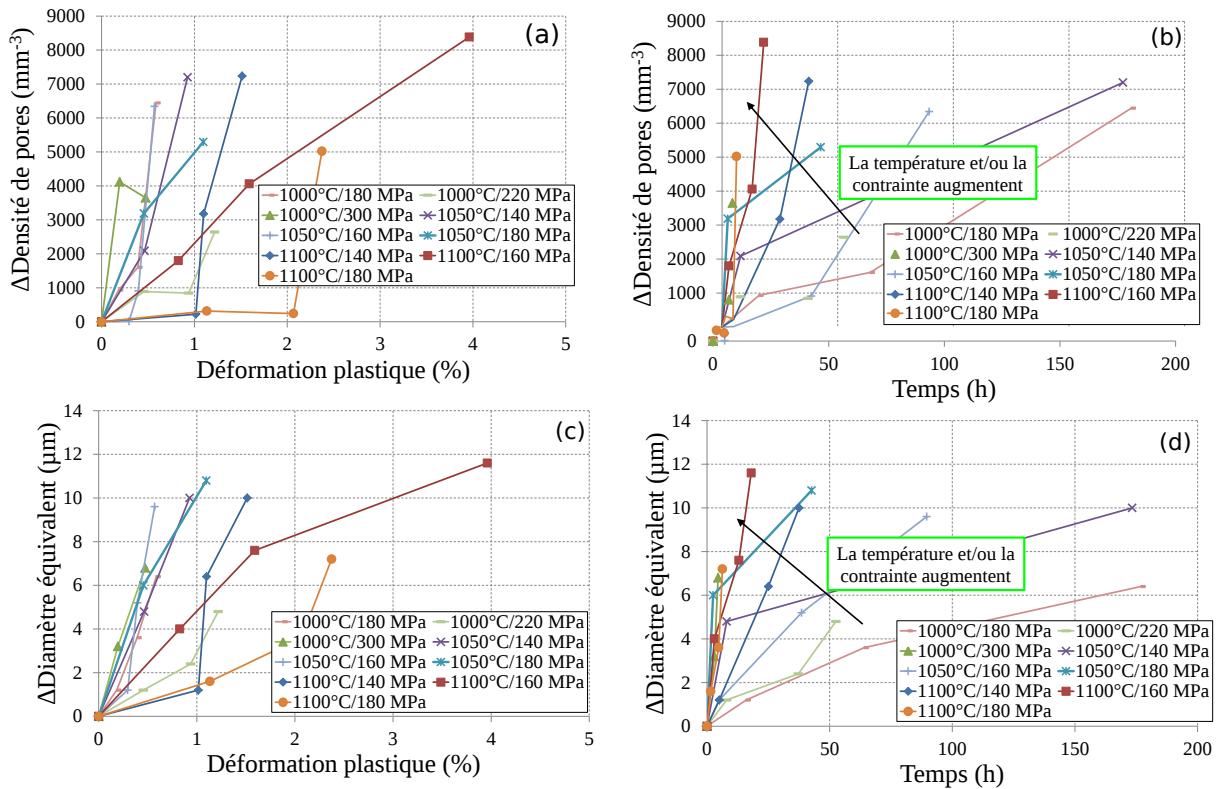 (a)
ΔDensité de pores (mm-3)
9000
8000
7000
6000
5000
4000
3000
2000
1000
0
1000°C/180 MPa
1000°C/220 MPa
1000°C/300 MPa
1050°C/140 MPa
1050°C/160 MPa
1050°C/180 MPa
1100°C/140 MPa
1100°C/160 MPa
1100°C/180 MPa
0 1 2 3 4 5
Déformation plastique (%)
(b)
ΔDensité de pores (mm-3)
9000
8000
7000
6000
5000
4000
3000
1000
0
La température et/ou la
contrainte augmentent
1000°C/180 MPa
1000°C/220 MPa
1000°C/300 MPa
1050°C/140 MPa
1050°C/160 MPa
1050°C/180 MPa
1100°C/140 MPa
1100°C/160 MPa
1100°C/180 MPa
0 50 100 150 200
Temps (h)
(c)
ΔDiamètre équivalent (µm)
14
12
10
8
6
4
2
0
1000°C/180 MPa
1000°C/220 MPa
1000°C/300 MPa
1050°C/140 MPa
1050°C/160 MPa
1050°C/180 MPa
1100°C/140 MPa
1100°C/160 MPa
1100°C/180 MPa
0 1 2 3 4 5
Déformation plastique (%)
(d)
ΔDiamètre équivalent (µm)
14
12
10
8
6
4
2
0
La température et/ou la
contrainte augmentent
1000°C/180 MPa
1000°C/220 MPa
1000°C/300 MPa
1050°C/140 MPa
1050°C/160 MPa
1050°C/180 MPa
1100°C/140 MPa
1100°C/160 MPa
1100°C/180 MPa
0 50 100 150 200
Temps (h)